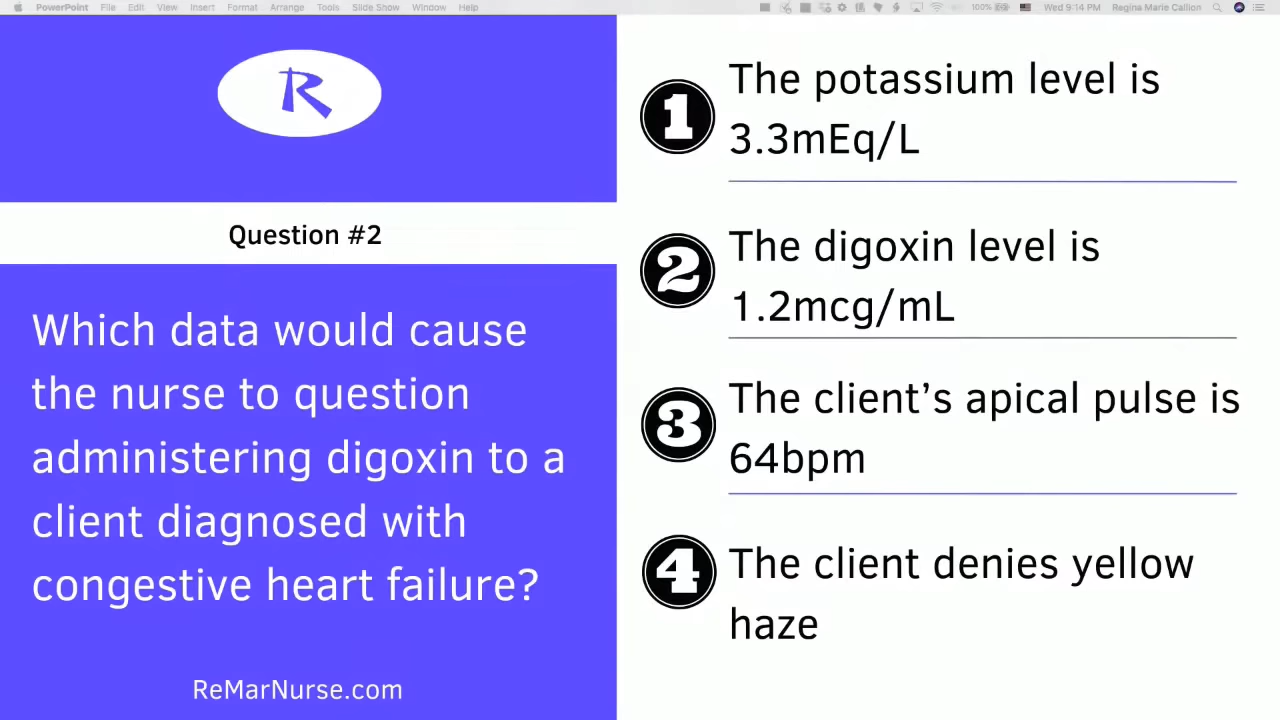 PowerPoint File Edit View Insert Format Arrange Tools Slide Show Window Help 100% Wed 9:14 PM Regina Marie Callion
R
Question #2
Which data would cause
the nurse to question
administering digoxin to a
client diagnosed with
congestive heart failure?
ReMarNurse.com
1
The potassium level is
3.3mEq/L
2
The digoxin level is
1.2mcg/mL
3
The client’s apical pulse is
64bpm
4
The client denies yellow
haze